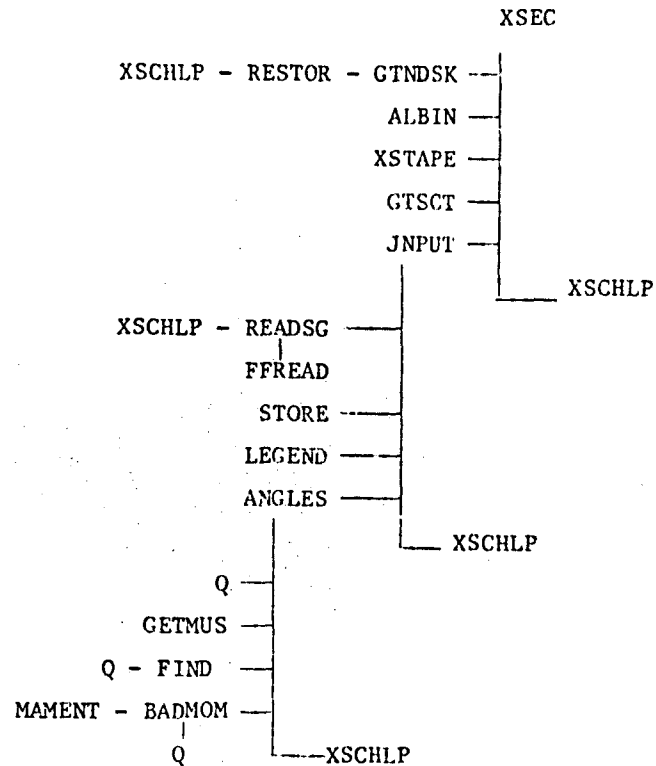 XSEC
XSCHLP - RESTOR - GTNDSK
ALBIN
XSTAPE
GTSCT
JNPUT
XSCHLP
XSCHLP - READSG
FFREAD
STORE
LEGEND
ANGLES
XSCHLP
Q
GETMUS
Q - FIND
MAMENT - BADMOM
Q
XSCHLP